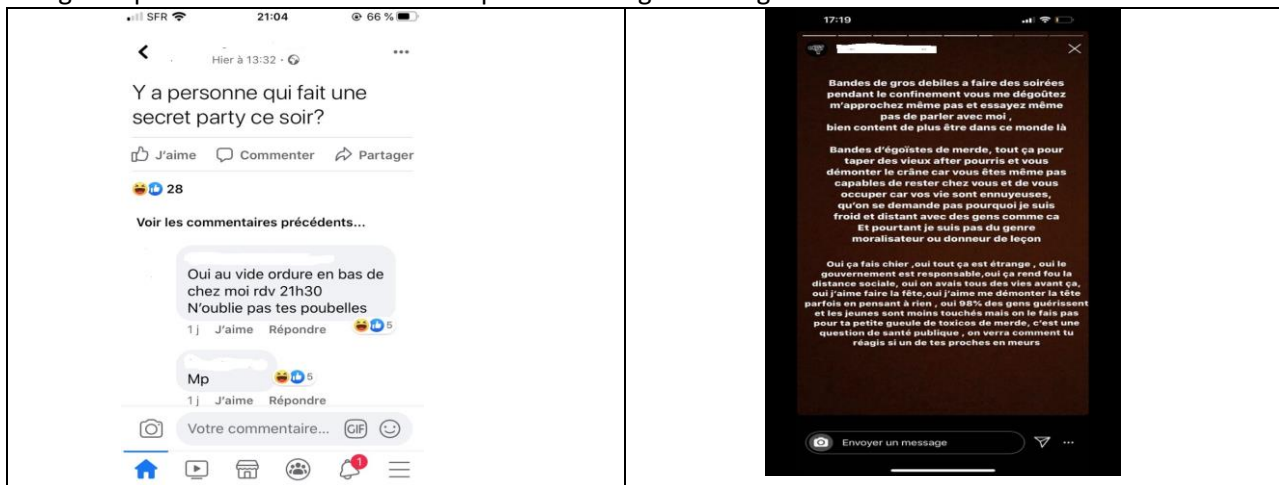 SFR 21:04 66 %
Hier à 13:32
Y a personne qui fait une
secret party ce soir?
J'aime Commenter Partager
28
Voir les commentaires précédents...
Oui au vide ordure en bas de
chez moi rdv 21h30
N'oublie pas tes poubelles
1 j J'aime Répondre 5
Mp 5
1 j J'aime Répondre
Votre commentaire... GIF
1
17:19
Bandes de gros debiles a faire des soirées
pendant le confinement vous me dégoûtez
m'approchez même pas et essayez même
pas de parler avec moi ,
bien content de plus être dans ce monde là
Bandes d'égoïstes de merde, tout ça pour
taper des vieux after pourris et vous
démonter le crâne car vous êtes même pas
capables de rester chez vous et de vous
occuper car vos vie sont ennuyeuses,
qu'on se demande pas pourquoi je suis
froid et distant avec des gens comme ca
Et pourtant je suis pas du genre
moralisateur ou donneur de leçon
Oui ça fais chier ,oui tout ça est étrange , oui le
gouvernement est responsable,oui ça rend fou la
distance sociale, oui on avais tous des vies avant ça,
oui j'aime faire la fête,oui j'aime me démonter la tête
parfois en pensant à rien , oui 98% des gens guérissent
et les jeunes sont moins touchés mais on le fais pas
pour ta petite gueule de toxicos de merde, c'est une
question de santé publique , on verra comment tu
réagis si un de tes proches en meurs
Envoyer un message